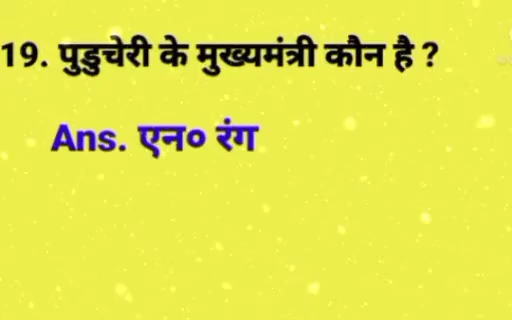 19. पुडुचेरी के मुख्यमंत्री कौन है ?
Ans. एन० रंग